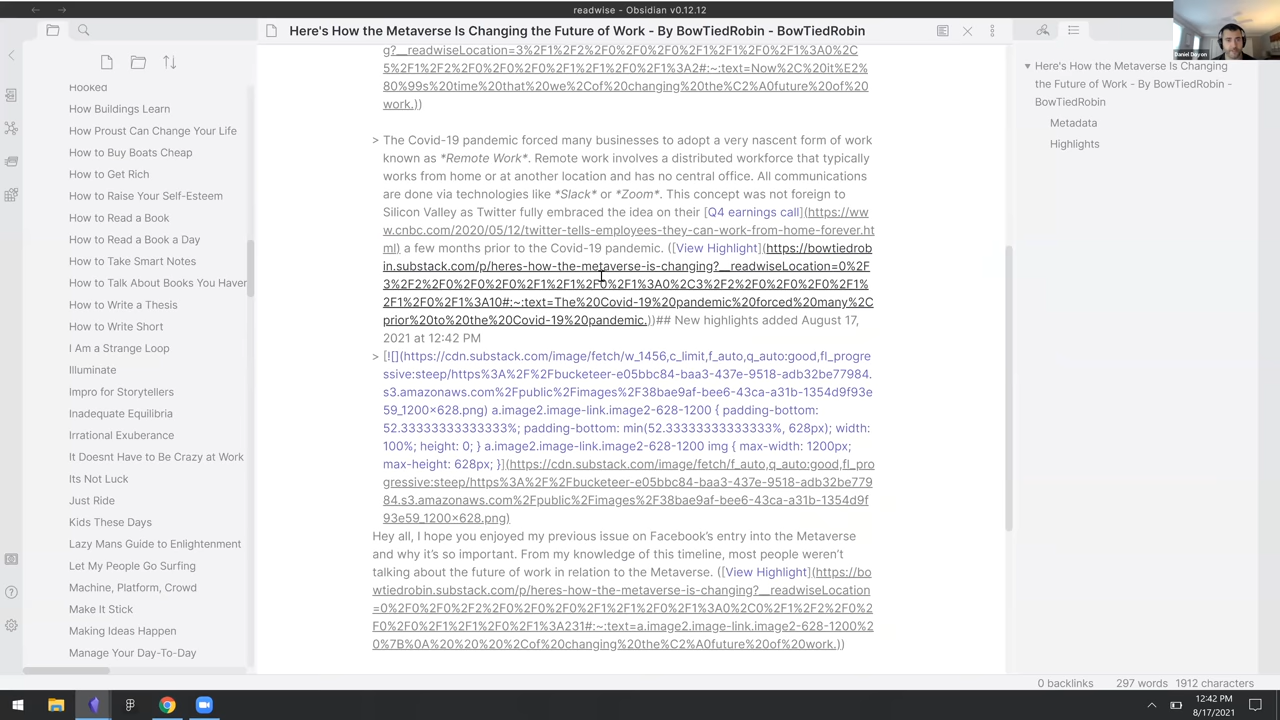 readwise - Obsidian v0.12.12
Here's How the Metaverse Is Changing the Future of Work - By BowTiedRobin - BowTiedRobin
Daniel Doyon
Hooked
How Buildings Learn
How Proust Can Change Your Life
How to Buy Boats Cheap
How to Get Rich
How to Raise Your Self-Esteem
How to Read a Book
How to Read a Book a Day
How to Take Smart Notes
How to Talk About Books You Haven
How to Write a Thesis
How to Write Short
I Am a Strange Loop
Illuminate
Impro for Storytellers
Inadequate Equilibria
Irrational Exuberance
It Doesnt Have to Be Crazy at Work
Its Not Luck
Just Ride
Kids These Days
Lazy Mans Guide to Enlightenment
Let My People Go Surfing
Machine, Platform, Crowd
Make It Stick
Making Ideas Happen
Manage Your Day-To-Day
g?__readwiseLocation=3%2F1%2F2%2F0%2F0%2F0%2F1%2F1%2F0%2F1%3A0%2C
5%2F1%2F2%2F0%2F0%2F0%2F1%2F1%2F0%2F1%3A2#:~:text=Now%2C%20it%E2%
80%99s%20time%20that%20we%2Cof%20changing%20the%C2%A0future%20of%20
work.))
> The Covid-19 pandemic forced many businesses to adopt a very nascent form of work
known as *Remote Work*. Remote work involves a distributed workforce that typically
works from home or at another location and has no central office. All communications
are done via technologies like *Slack* or *Zoom*. This concept was not foreign to
Silicon Valley as Twitter fully embraced the idea on their [Q4 earnings call](https://ww
w.cnbc.com/2020/05/12/twitter-tells-employees-they-can-work-from-home-forever.ht
ml) a few months prior to the Covid-19 pandemic. ([View Highlight](https://bowtiedrob
in.substack.com/p/heres-how-the-metaverse-is-changing?__readwiseLocation=0%2F
3%2F2%2F0%2F0%2F0%2F1%2F1%2F0%2F1%3A0%2C3%2F2%2F0%2F0%2F0%2F1%
2F1%2F0%2F1%3A10#:~:text=The%20Covid-19%20pandemic%20forced%20many%2C
prior%20to%20the%20Covid-19%20pandemic.))## New highlights added August 17,
2021 at 12:42 PM
> [![](https://cdn.substack.com/image/fetch/w_1456,c_limit,f_auto,q_auto:good,fl_progre
ssive:steep/https%3A%2F%2Fbucketeer-e05bbc84-baa3-437e-9518-adb32be77984.
s3.amazonaws.com%2Fpublic%2Fimages%2F38bae9af-bee6-43ca-a31b-1354d9f93e
59_1200x628.png) a.image2.image-link.image2-628-1200 { padding-bottom:
52.33333333333333%; padding-bottom: min(52.33333333333333%, 628px); width:
100%; height: 0; } a.image2.image-link.image2-628-1200 img { max-width: 1200px;
max-height: 628px; }](https://cdn.substack.com/image/fetch/f_auto,q_auto:good,fl_pro
gressive:steep/https%3A%2F%2Fbucketeer-e05bbc84-baa3-437e-9518-adb32be779
84.s3.amazonaws.com%2Fpublic%2Fimages%2F38bae9af-bee6-43ca-a31b-1354d9f
93e59_1200x628.png)
Hey all, I hope you enjoyed my previous issue on Facebook's entry into the Metaverse
and why it's so important. From my knowledge of this timeline, most people weren't
talking about the future of work in relation to the Metaverse. ([View Highlight](https://bo
wtiedrobin.substack.com/p/heres-how-the-metaverse-is-changing?__readwiseLocation
=0%2F0%2F0%2F2%2F0%2F0%2F0%2F1%2F1%2F0%2F1%3A0%2C0%2F1%2F2%2F0%2
F0%2F0%2F1%2F1%2F0%2F1%3A231#:~:text=a.image2.image-link.image2-628-1200%2
0%7B%0A%20%20%20%2Cof%20changing%20the%C2%A0future%20of%20work.))
Here's How the Metaverse Is Changing
the Future of Work - By BowTiedRobin -
BowTiedRobin
Metadata
Highlights
0 backlinks 297 words 1912 characters
12:42 PM
8/17/2021